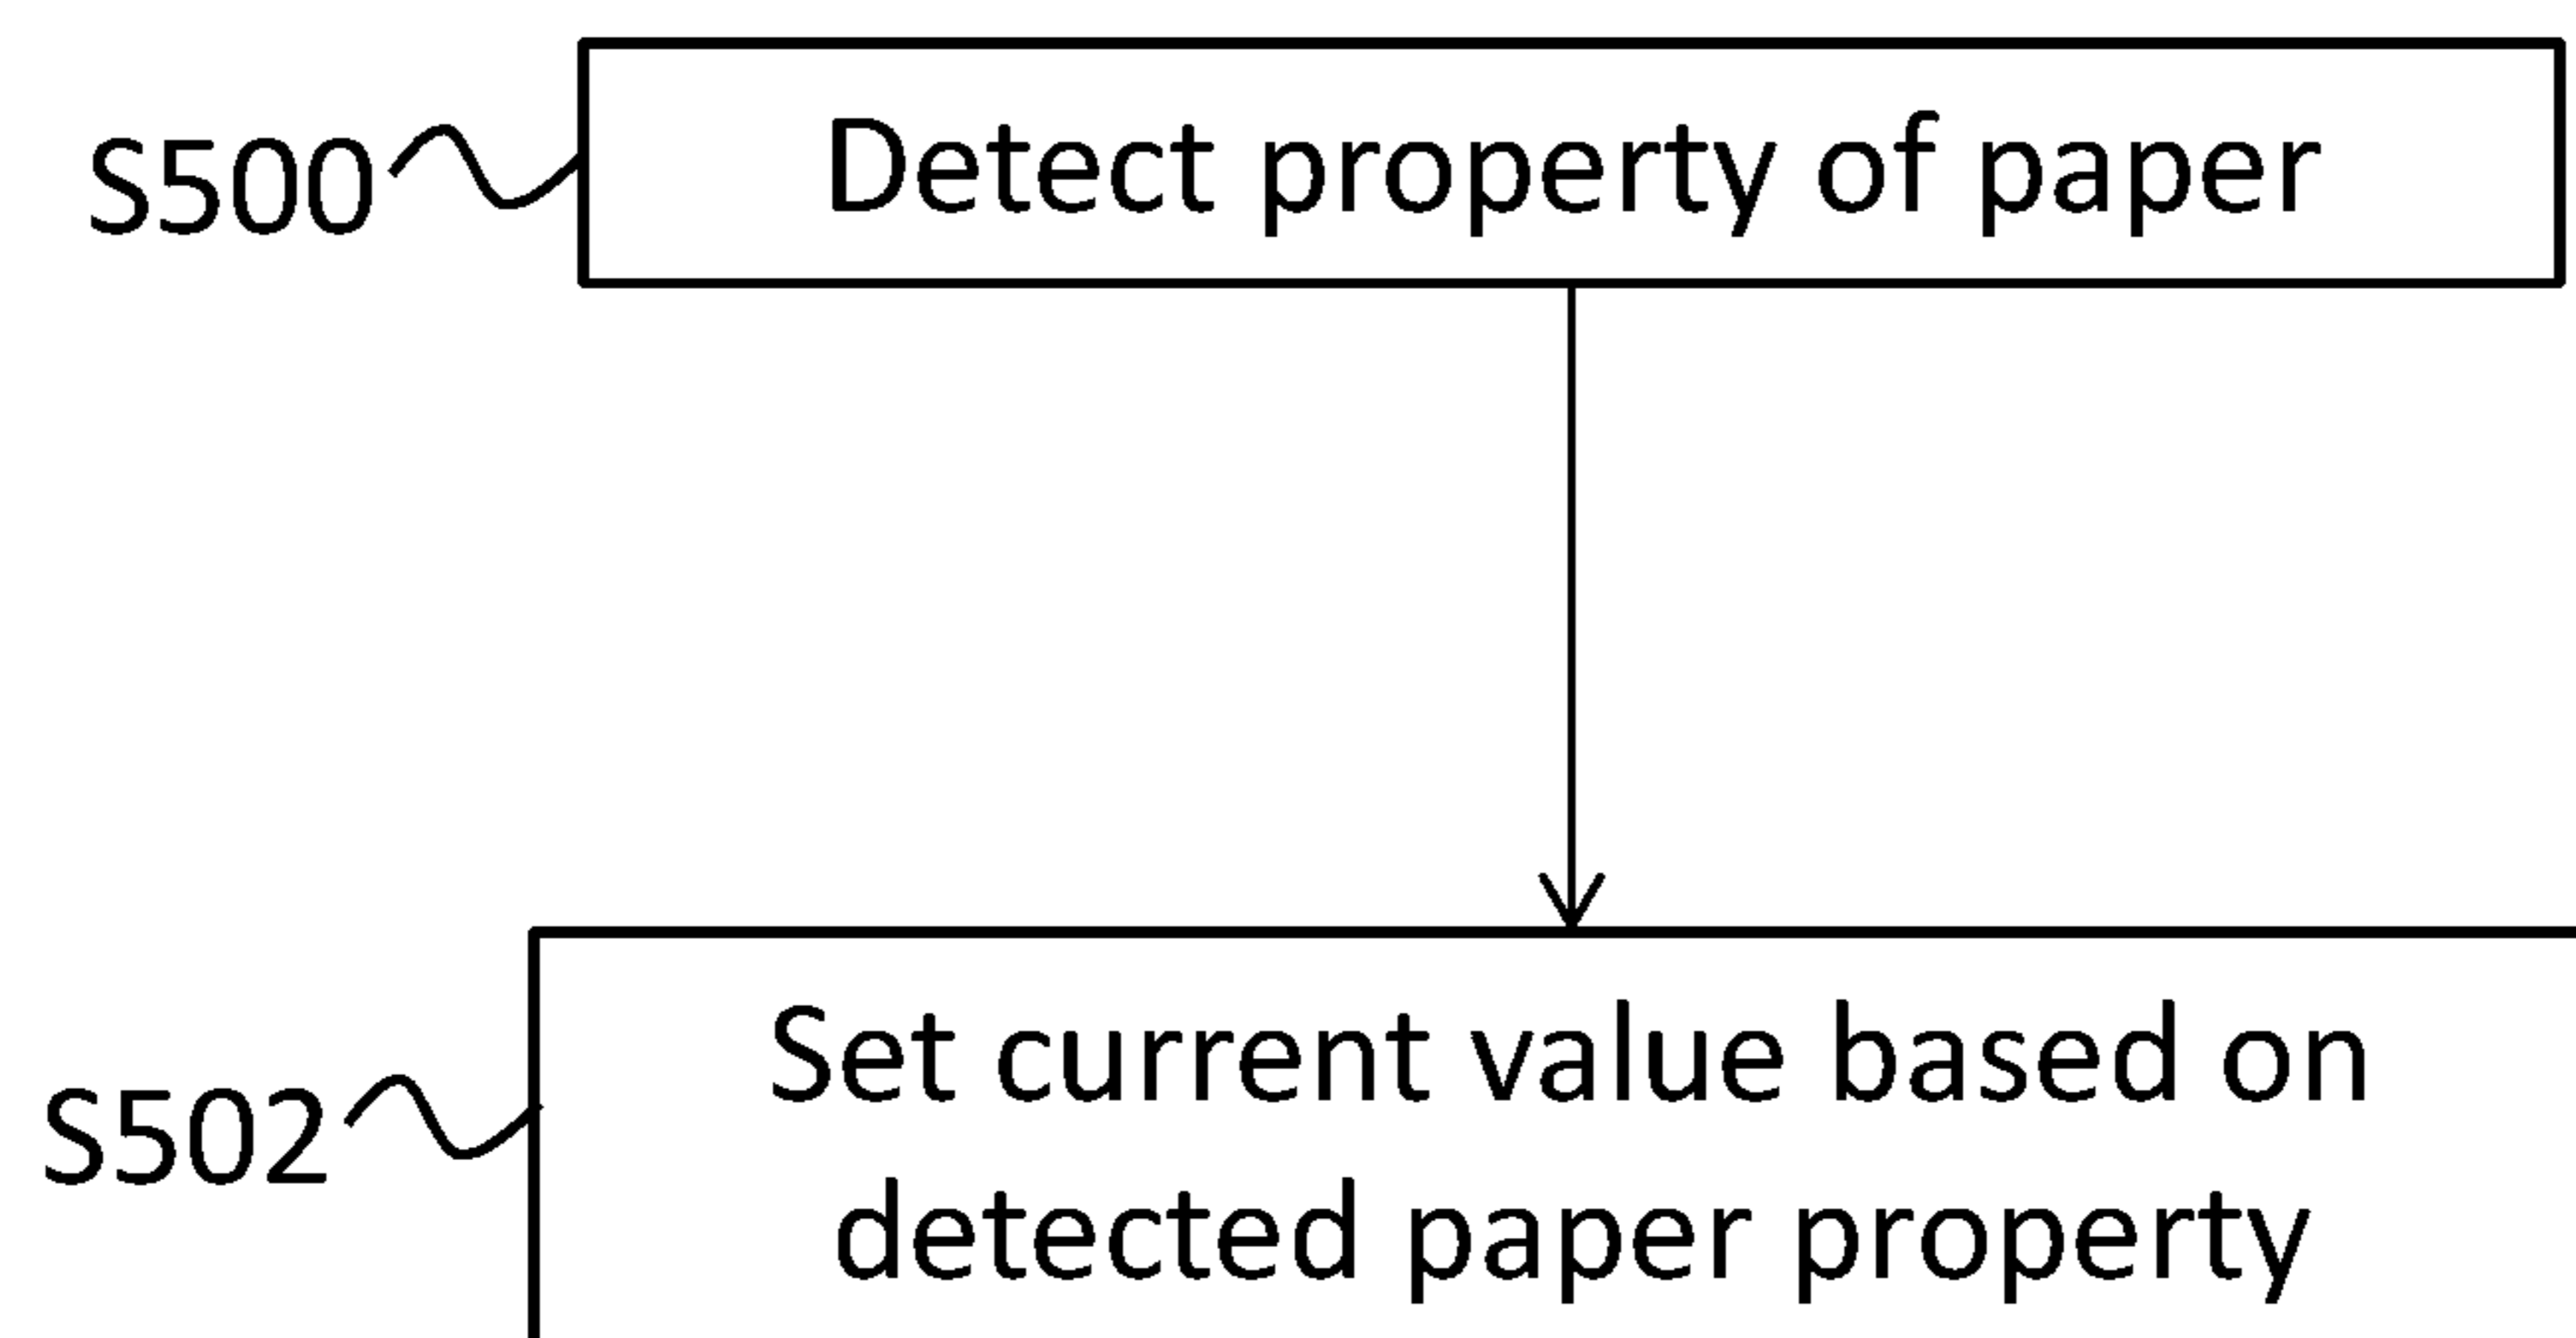 S500
Detect property of paper
S502
Set current value based on
detected paper property